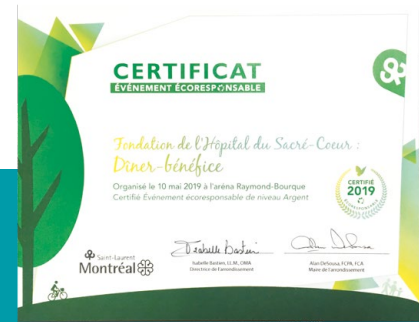 CERTIFICAT
ÉVÉNEMENT ÉCORESPONSABLE
Fondation de l'Hôpital du Sacré-Coeur :
Dîner-bénéfice
Organisé le 10 mai 2019 à l'aréna Raymond-Bourque
Certifié Événement écoresponsable de niveau Argent
CERTIFIÉ
2019
ÉCORESPONSABLE
Saint-Laurent
Montréal
Isabelle Bastien, LL.M., OMA
Directrice de l'arrondissement
Alan DeSousa, FCPA, FCA
Maire de l'arrondissement